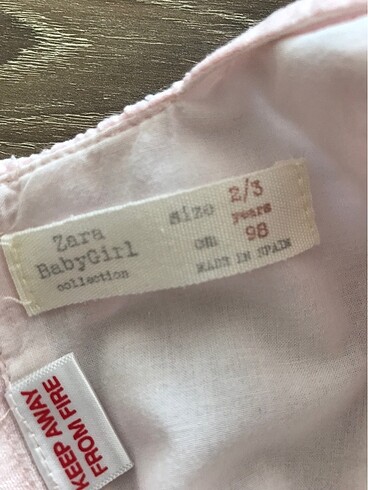 Zara
BabyGirl
collection
size 2/3
years
cm 98
MADE IN SPAIN
KEEP AWAY
FROM FIRE